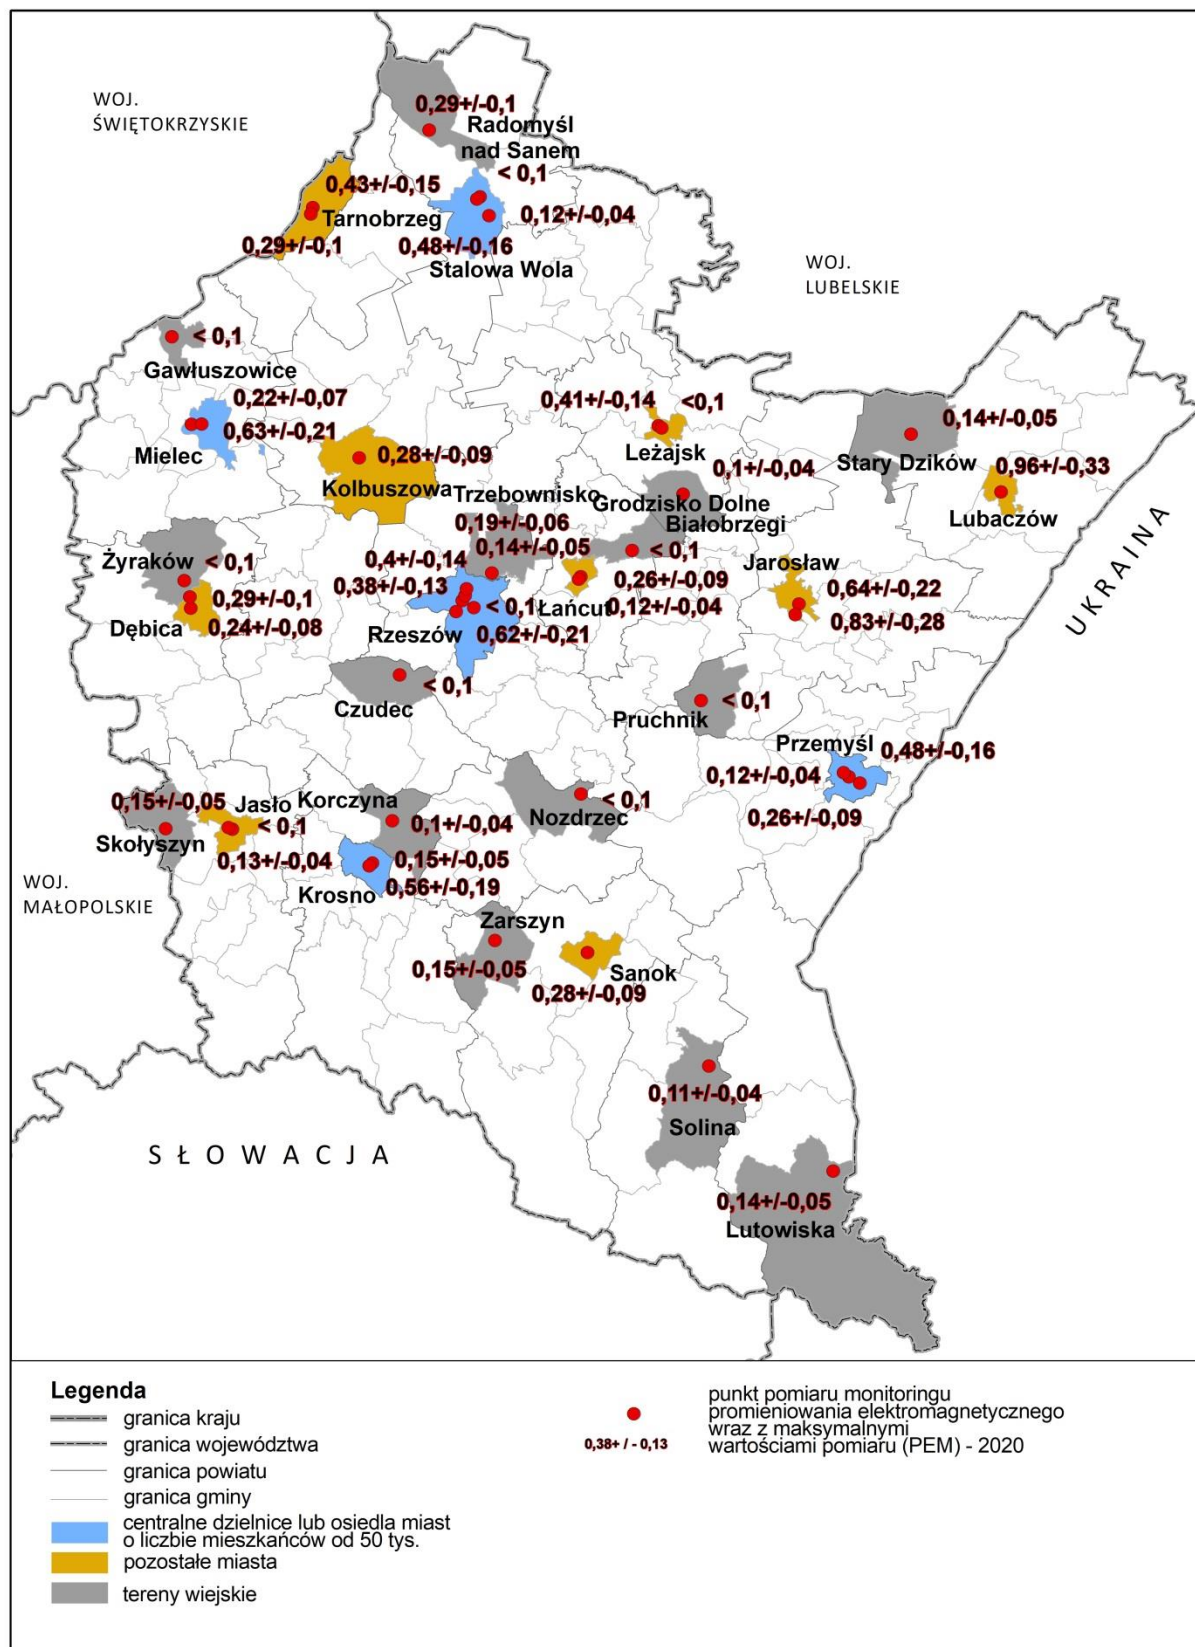 WOJ.
ŚWIĘTOKRZYSKIE
0,29+/-0,1
Radomyśl
nad Sanem
< 0,1
0,43+/-0,15
Tarnobrzeg
0,12+/-0,04
0,29+/-0,1
0,48+/-0,16
Stalowa Wola
WOJ.
LUBELSKIE
< 0,1
Gawłuszowice
0,22+/-0,07
0,63+/-0,21
Mielec
0,41+/-0,14
<0,1
Leżajsk
0,14+/-0,05
Stary Dzików
0,28+/-0,09
Kolbuszowa
0,1+/-0,04
0,96+/-0,33
Lubaczów
Trzebownisko
Grodzisko Dolne
Białobrzegi
0,19+/-0,06
0,14+/-0,05
0,4+/-0,14
0,38+/-0,13
< 0,1
Żyraków
< 0,1
0,29+/-0,1
0,24+/-0,08
Dębica
0,26+/-0,09
0,12+/-0,04
Łańcut
Jarosław
0,64+/-0,22
0,83+/-0,28
UKRAINA
< 0,1
Rzeszów
0,62+/-0,21
< 0,1
Czudec
< 0,1
Pruchnik
Przemyśl
0,48+/-0,16
0,12+/-0,04
0,26+/-0,09
0,15+/-0,05
Skołyszyn
Jasło
< 0,1
0,13+/-0,04
Korczyna
0,1+/-0,04
< 0,1
Nozdrzec
0,15+/-0,05
0,56+/-0,19
Krosno
WOJ.
MAŁOPOLSKIE
Zarszyn
0,15+/-0,05
Sanok
0,28+/-0,09
0,11+/-0,04
Solina
SŁOWACJA
0,14+/-0,05
Lutowiska
Legenda
granica kraju
granica województwa
granica powiatu
granica gminy
centralne dzielnice lub osiedla miast
o liczbie mieszkańców od 50 tys.
pozostałe miasta
tereny wiejskie
0,38+ / - 0,13
punkt pomiaru monitoringu
promieniowania elektromagnetycznego
wraz z maksymalnymi
wartościami pomiaru (PEM) - 2020